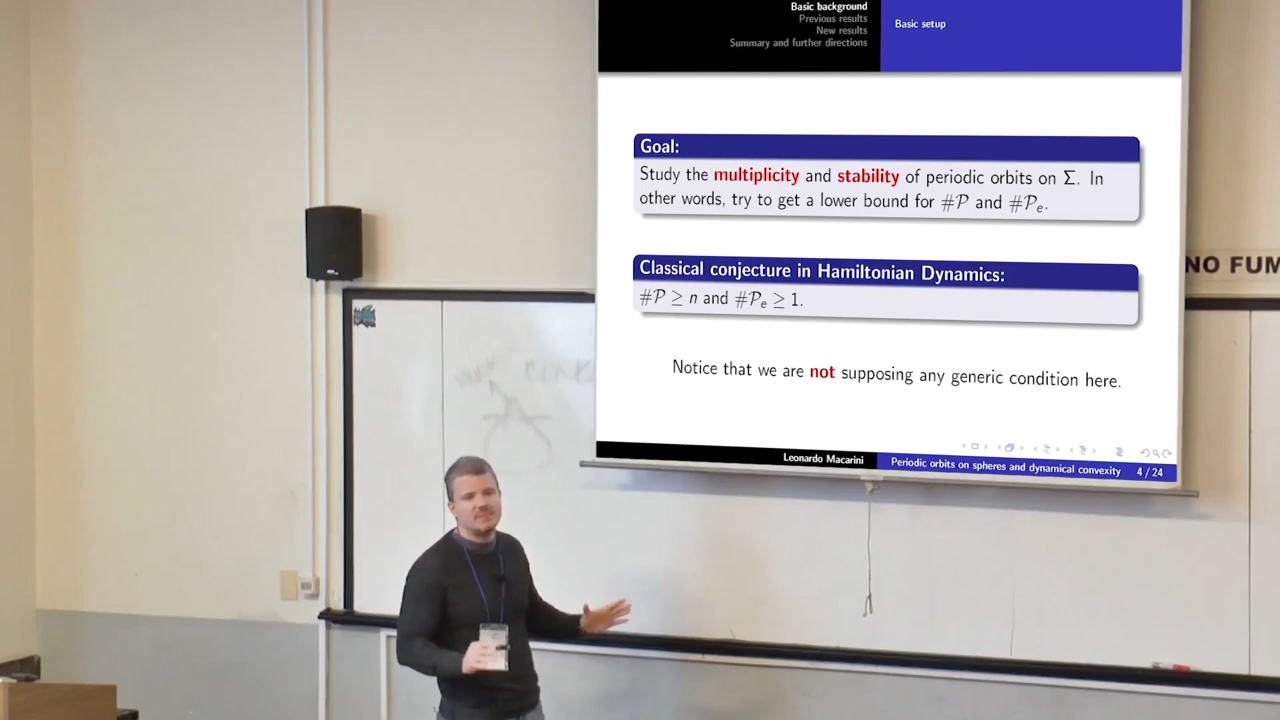 Basic background
Previous results
New results
Summary and further directions
Basic setup
Goal:
Study the multiplicity and stability of periodic orbits on Σ. In
other words, try to get a lower bound for #𝒫 and #𝒫ₑ.
Classical conjecture in Hamiltonian Dynamics:
#𝒫 ≥ n and #𝒫ₑ ≥ 1.
Notice that we are not supposing any generic condition here.
Leonardo Macarini
Periodic orbits on spheres and dynamical convexity
4 / 24
NO FUM